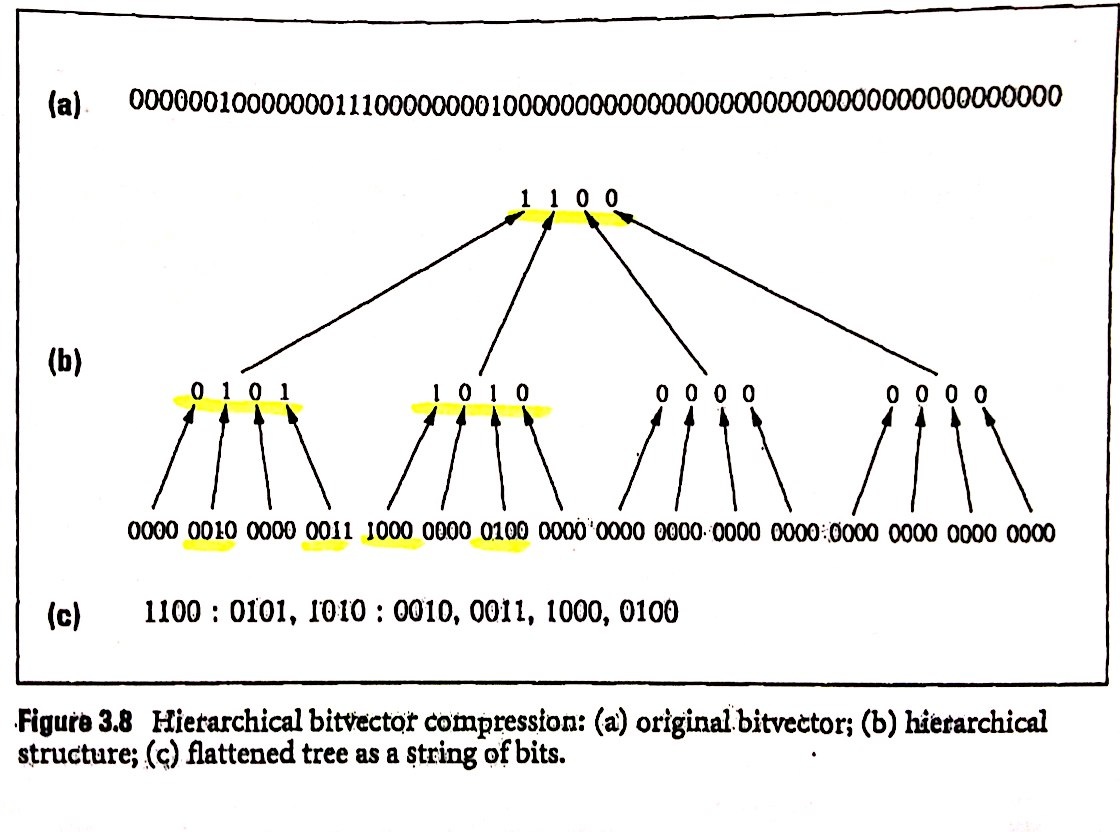 (a) 0000001000000011100000000100000000000000000000000000000000000000
1 1 0 0
(b)
0 1 0 1 1 0 1 0 0 0 0 0 0 0 0 0
0000 0010 0000 0011 1000 0000 0100 0000 0000 0000 0000 0000 0000 0000 0000 0000
(c) 1100 : 0101, 1010 : 0010, 0011, 1000, 0100
Figure 3.8 Hierarchical bitvector compression: (a) original bitvector; (b) hierarchical
structure; (c) flattened tree as a string of bits.